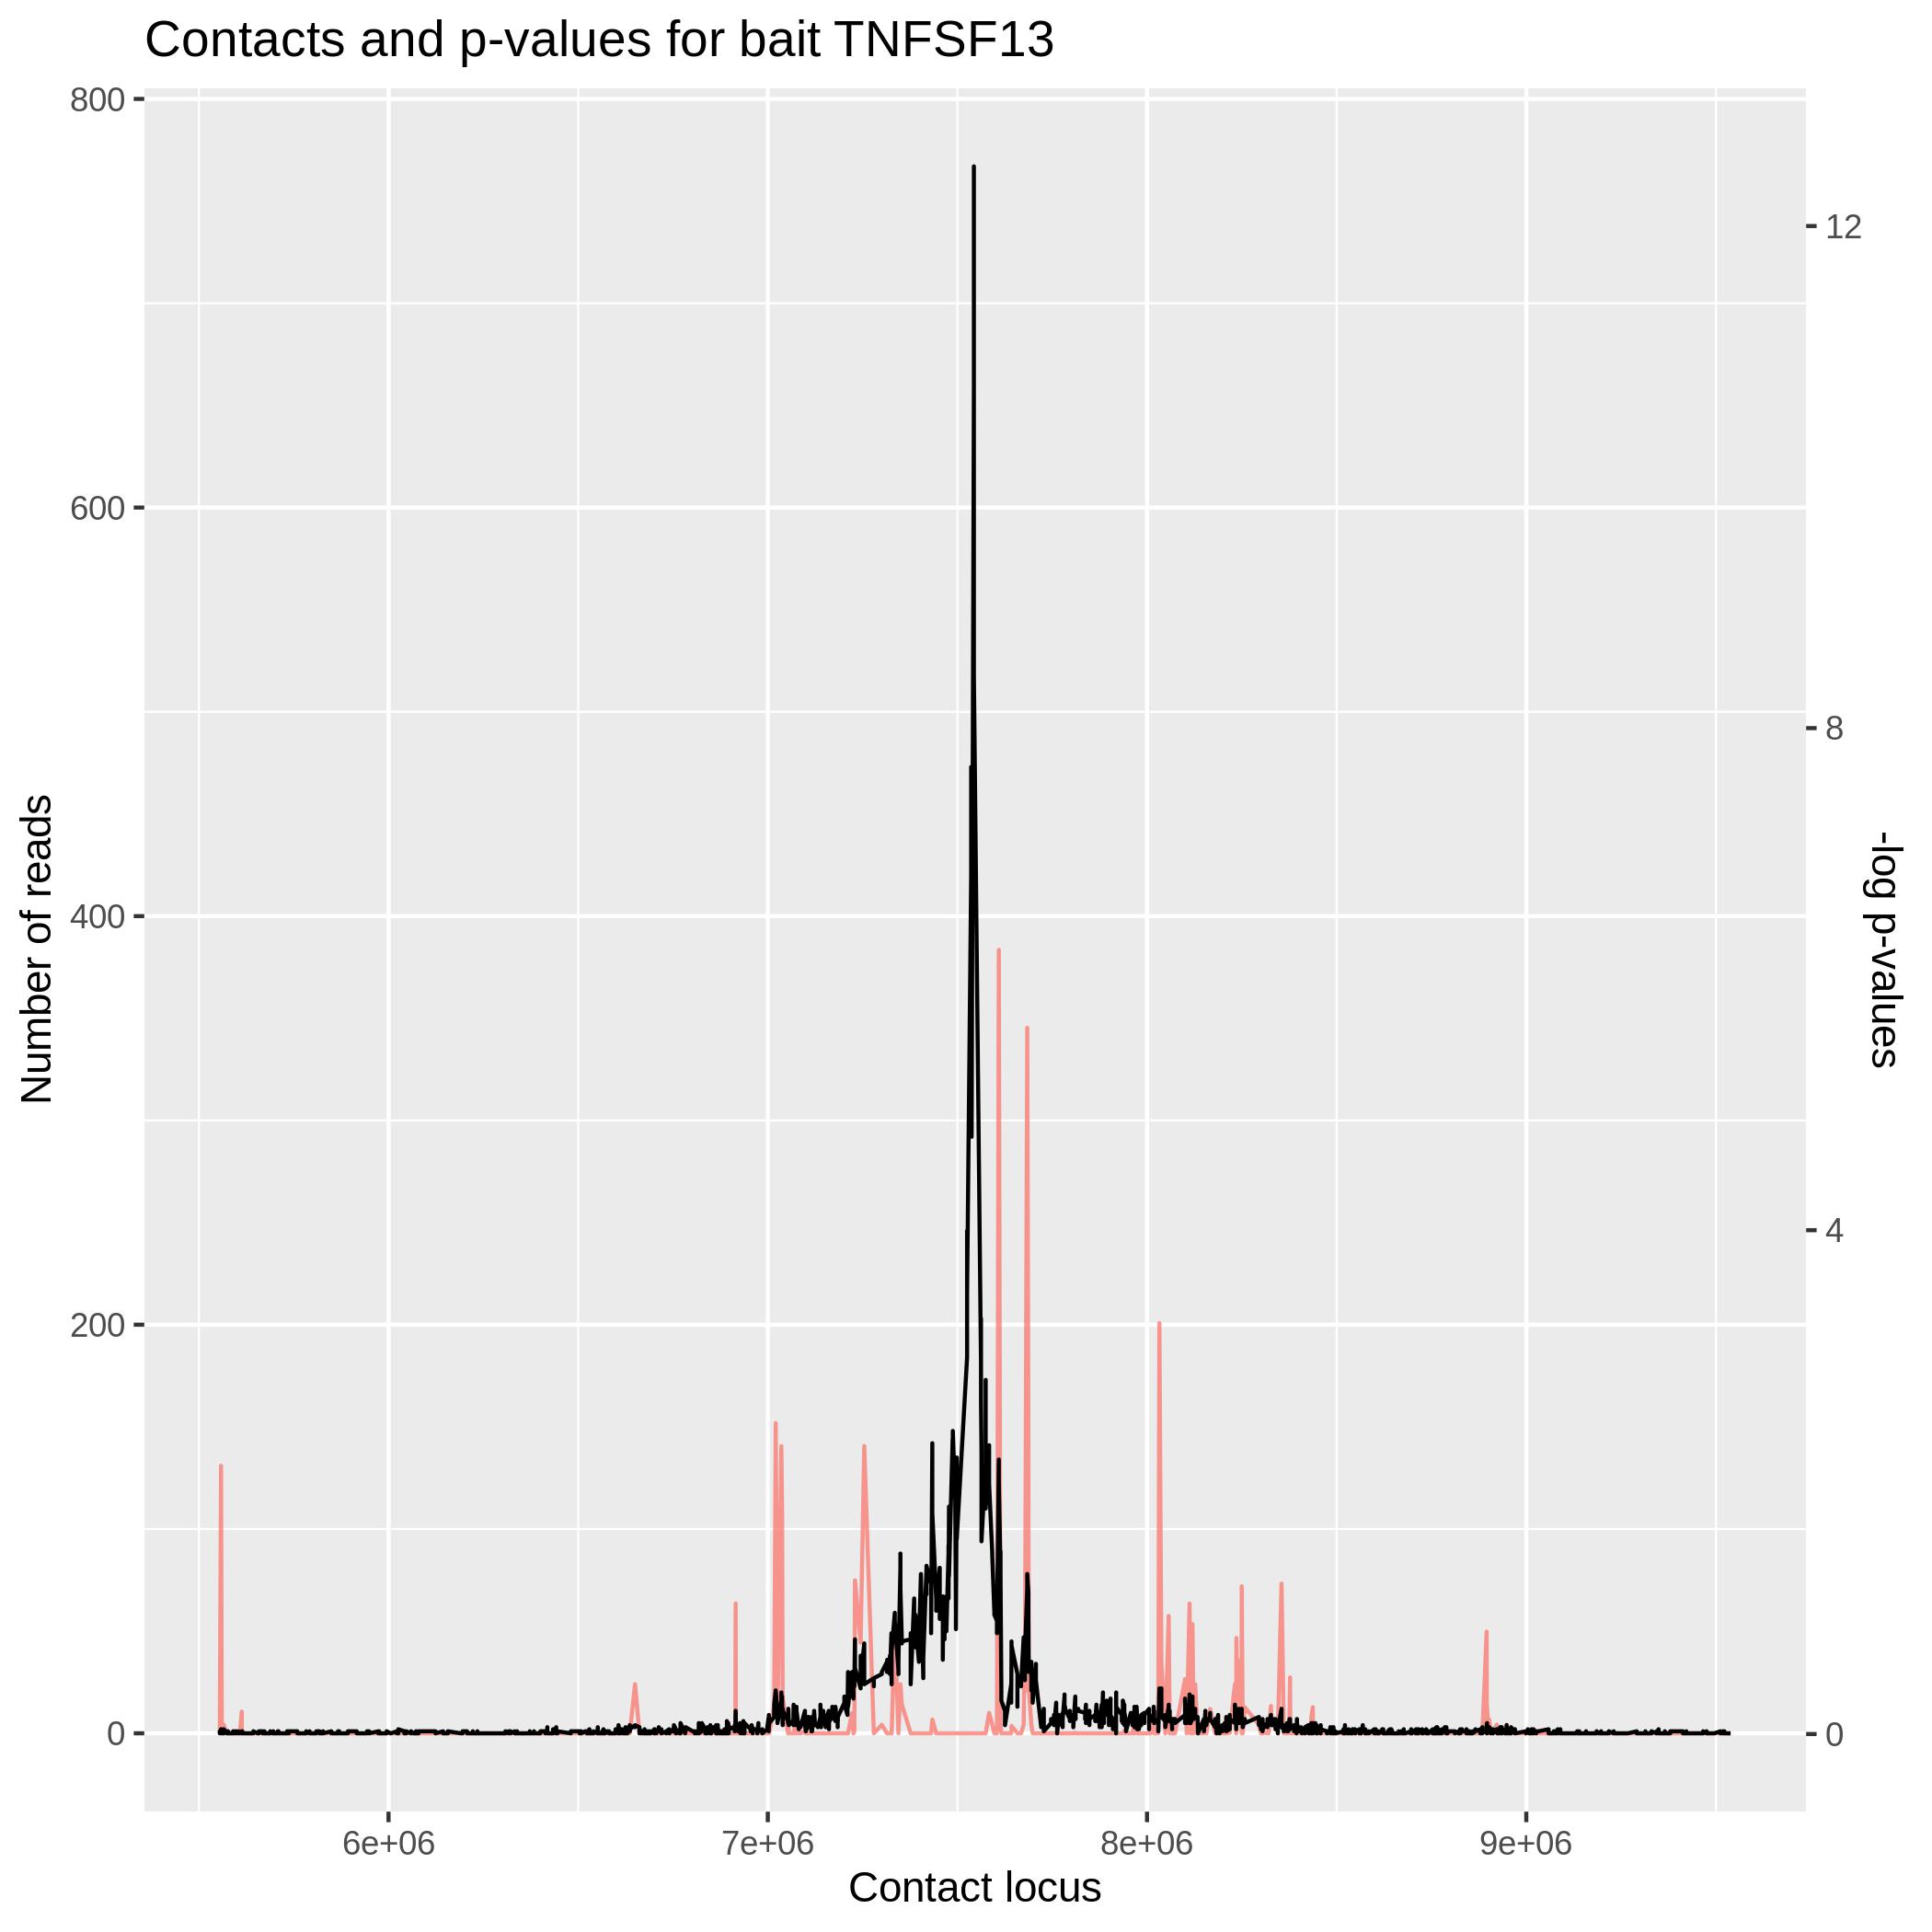 Contacts and p-values for bait TNFSF13
800
600
400
200
0
Number of reads
12
8
4
0
-log p-values
6e+06
7e+06
8e+06
9e+06
Contact locus